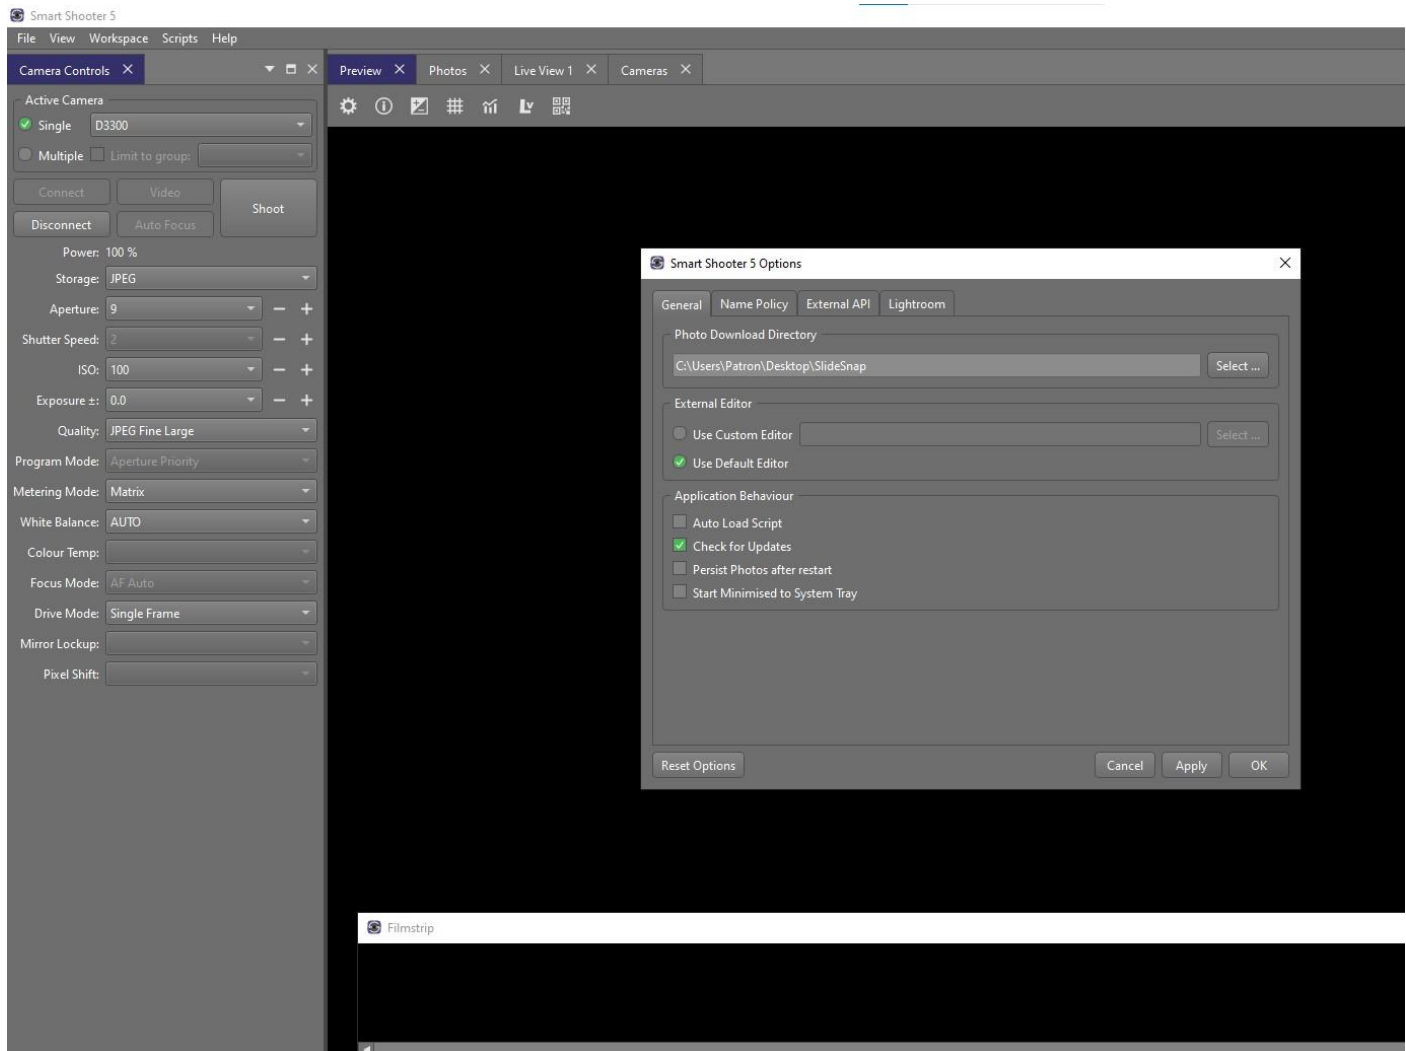 Smart Shooter 5
File View Workspace Scripts Help
Camera Controls
Active Camera
Single D3300
Multiple Limit to group:
Connect Video Shoot
Disconnect Auto Focus
Power: 100 %
Storage: JPEG
Aperture: 9
Shutter Speed: 2
ISO: 100
Exposure ±: 0.0
Quality: JPEG Fine Large
Program Mode: Aperture Priority
Metering Mode: Matrix
White Balance: AUTO
Colour Temp:
Focus Mode: AF Auto
Drive Mode: Single Frame
Mirror Lockup:
Pixel Shift:
Preview Photos Live View 1 Cameras
Lv
Smart Shooter 5 Options
General Name Policy External API Lightroom
Photo Download Directory
C:\Users\Patron\Desktop\SlideSnap Select ...
External Editor
Use Custom Editor Select ...
Use Default Editor
Application Behaviour
Auto Load Script
Check for Updates
Persist Photos after restart
Start Minimised to System Tray
Reset Options Cancel Apply OK
Filmstrip